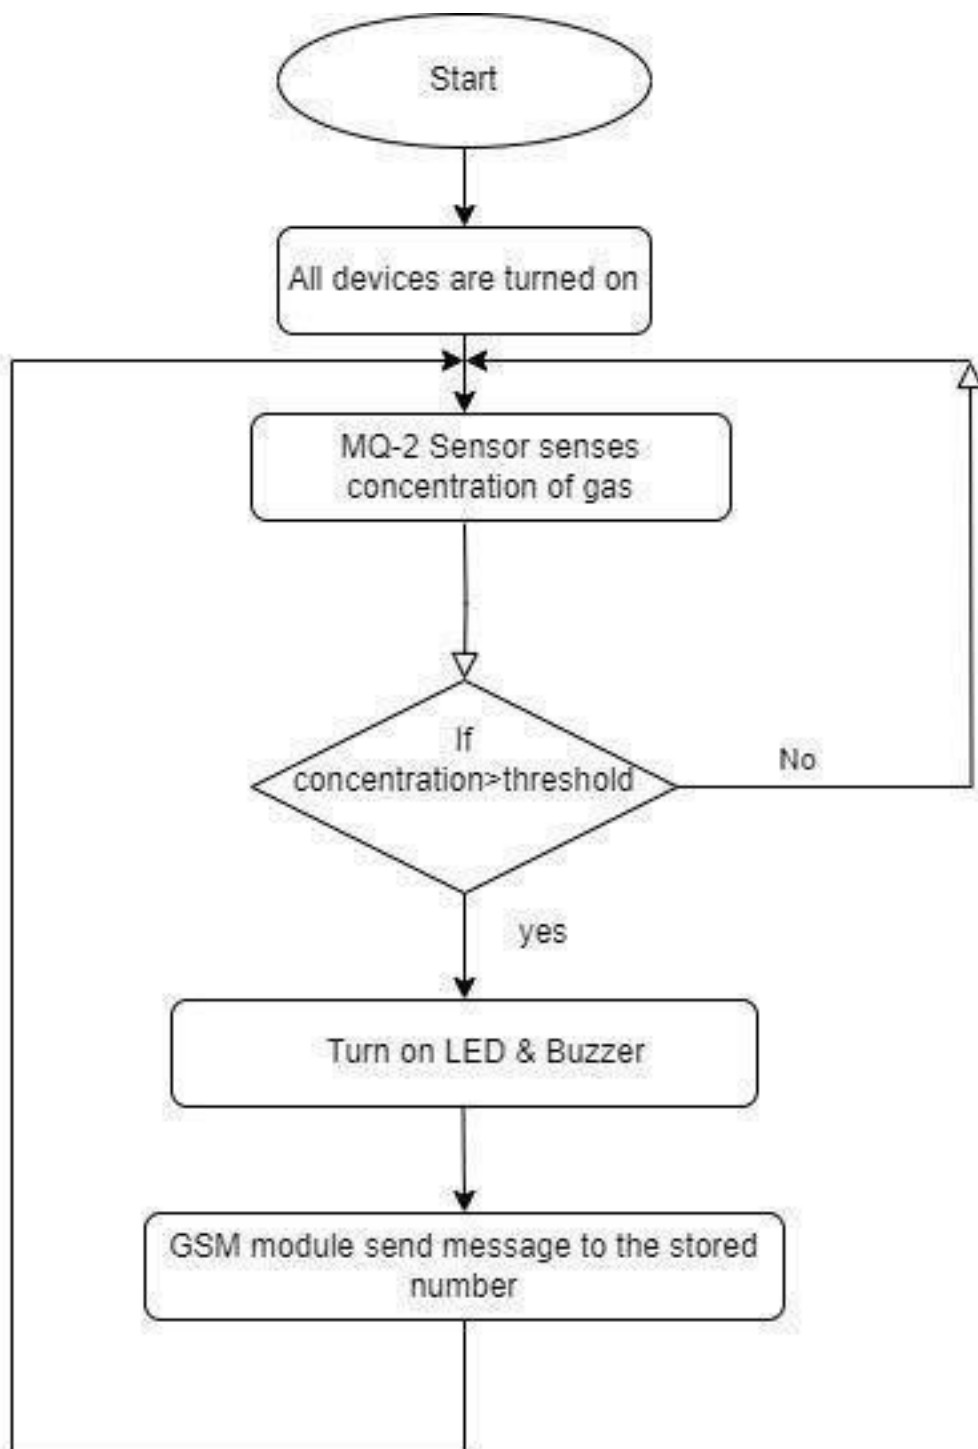 Start
All devices are turned on
MQ-2 Sensor senses
concentration of gas
If
concentration>threshold
No
yes
Turn on LED & Buzzer
GSM module send message to the stored
number